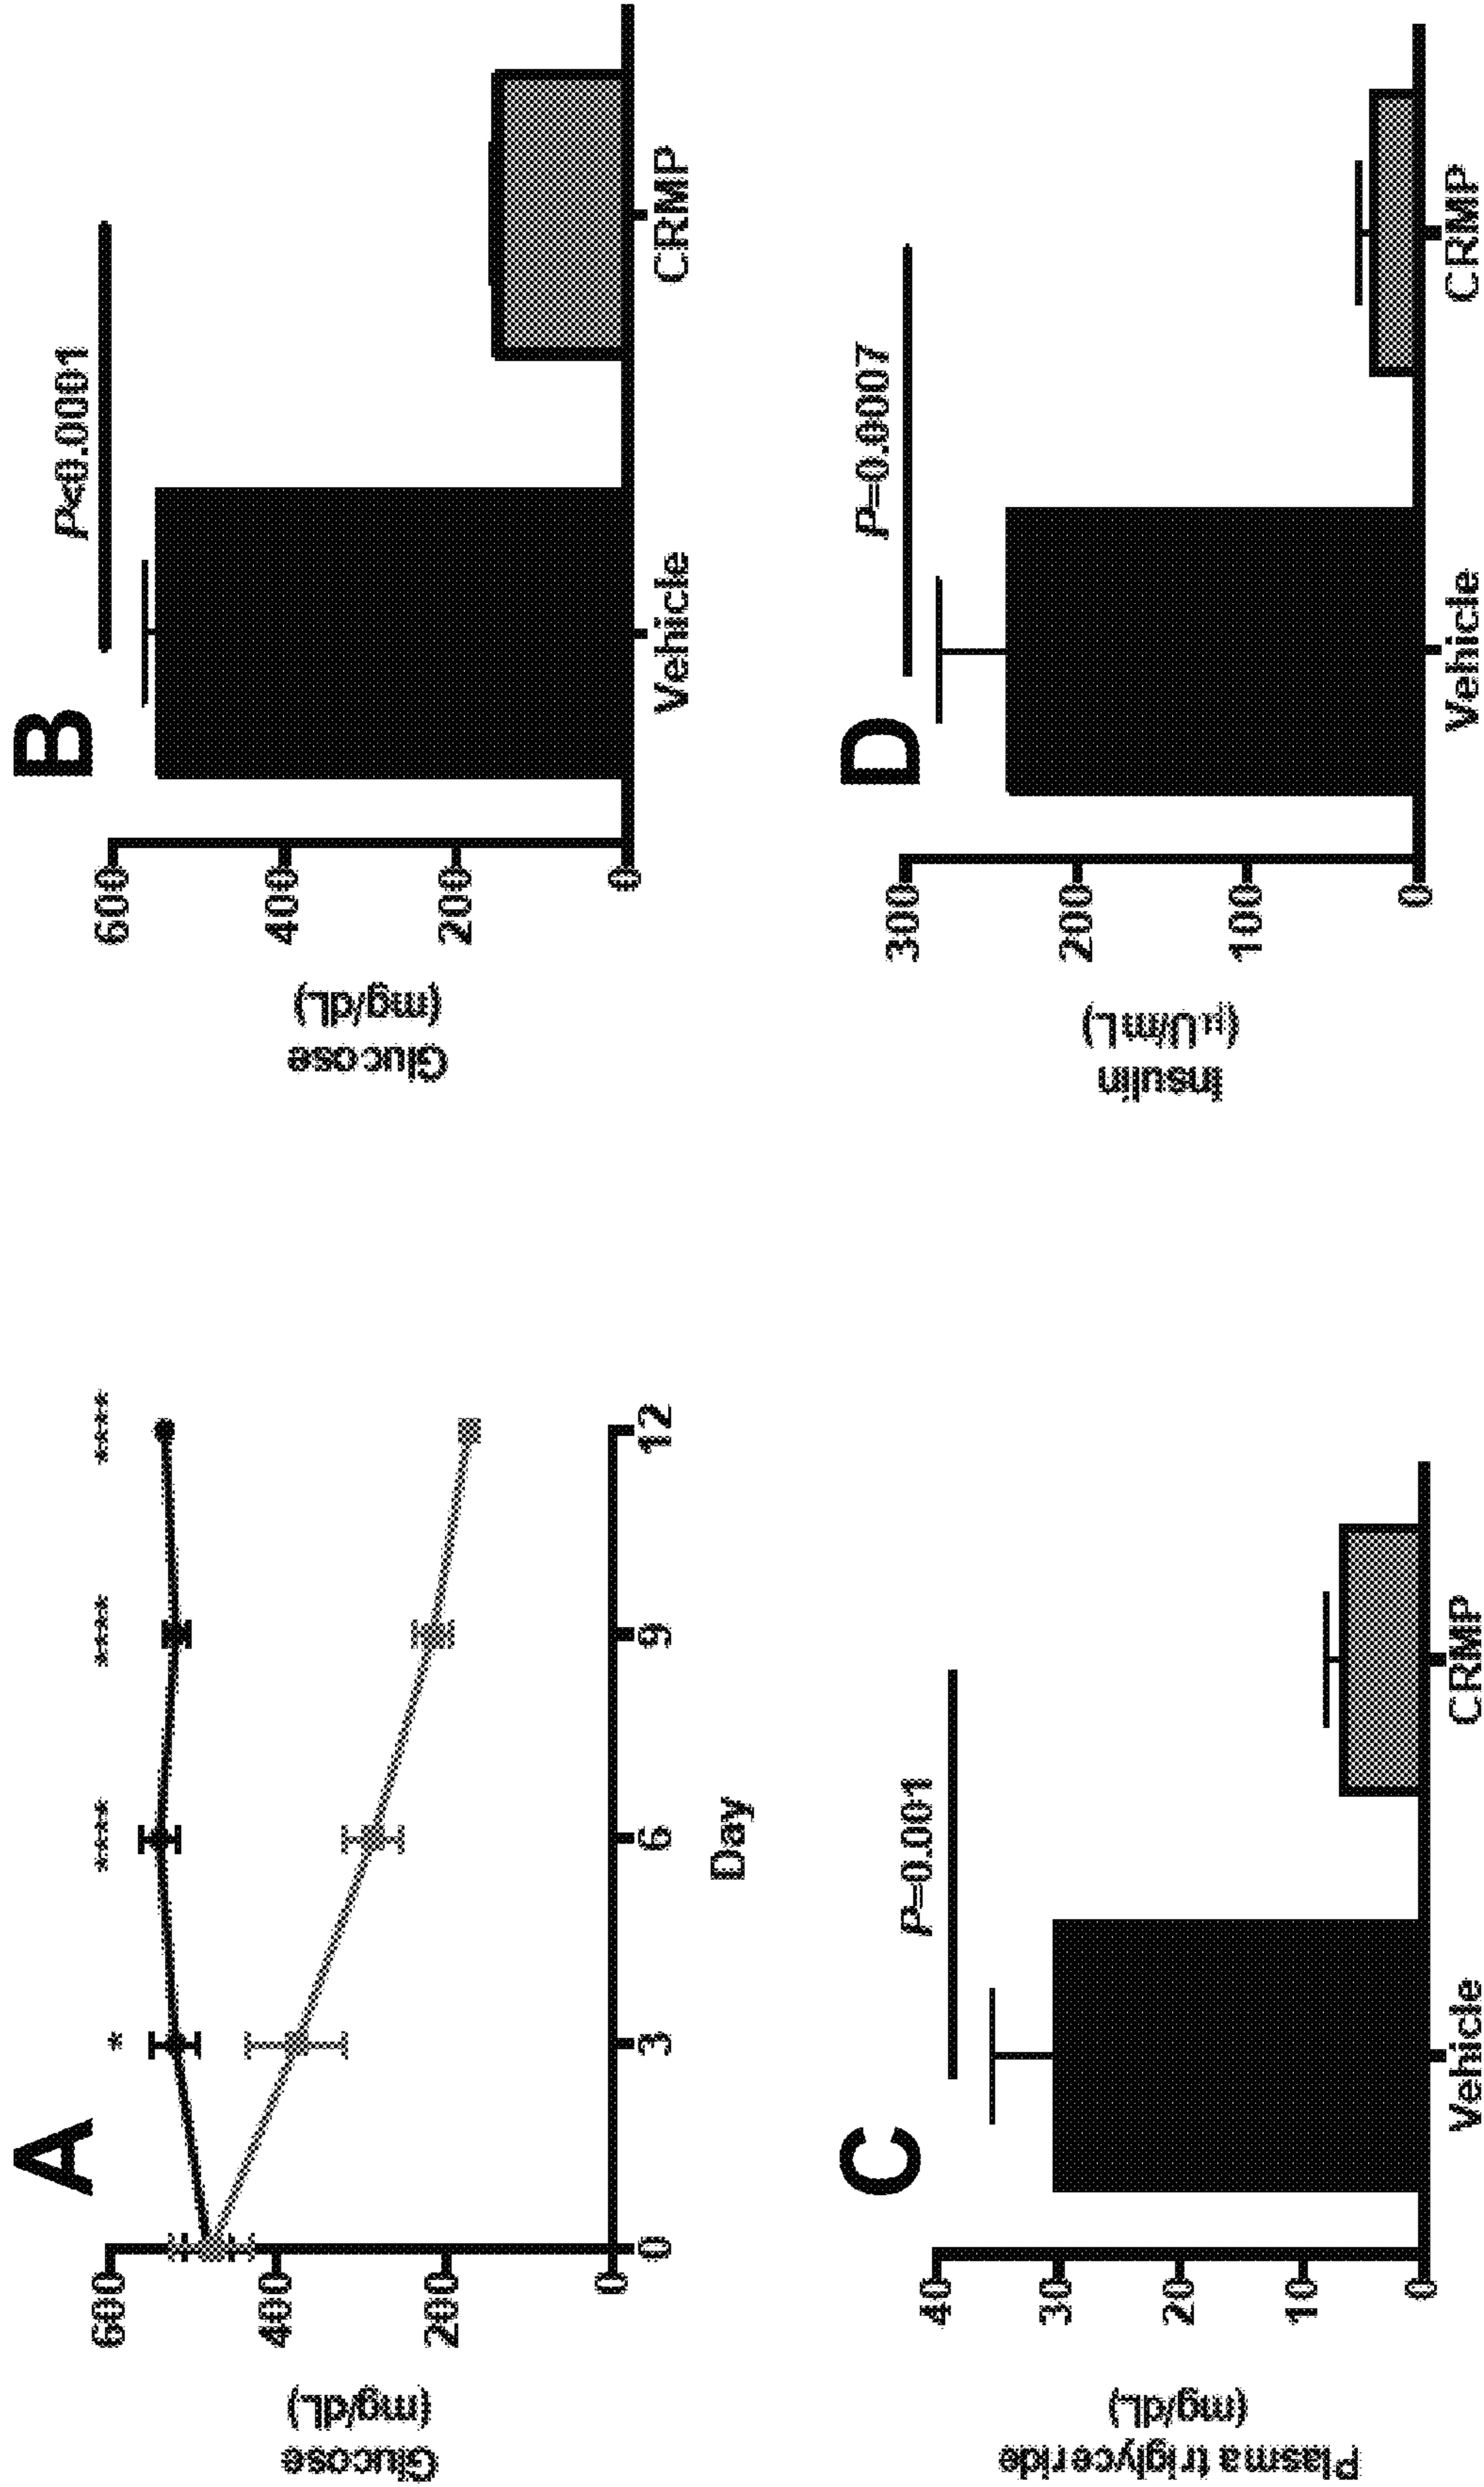 A
Glucose
(mg/dL)
600
400
200
0
*
****
****
****
0
3
6
9
12
Day
B
Glucose
(mg/dL)
600
400
200
0
P<0.0001
Vehicle
CRMP
C
Plasma triglyceride
(mg/dL)
40
30
20
10
0
P=0.001
Vehicle
CRMP
D
Insulin
(μU/mL)
300
200
100
0
P=0.0007
Vehicle
CRMP